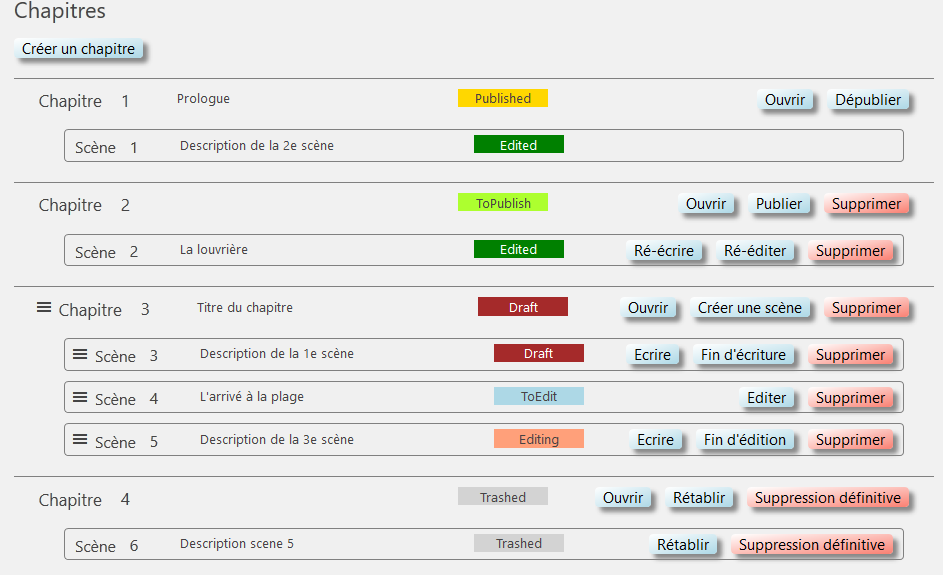 Chapitres
Créer un chapitre
Chapitre 1 Prologue Published Ouvrir Dépublier
Scène 1 Description de la 2e scène Edited
Chapitre 2 ToPublish Ouvrir Publier Supprimer
Scène 2 La louvrière Edited Ré-écrire Ré-éditer Supprimer
Chapitre 3 Titre du chapitre Draft Ouvrir Créer une scène Supprimer
Scène 3 Description de la 1e scène Draft Ecrire Fin d'écriture Supprimer
Scène 4 L'arrivé à la plage ToEdit Editer Supprimer
Scène 5 Description de la 3e scène Editing Ecrire Fin d'édition Supprimer
Chapitre 4 Trashed Ouvrir Rétablir Suppression définitive
Scène 6 Description scene 5 Trashed Rétablir Suppression définitive